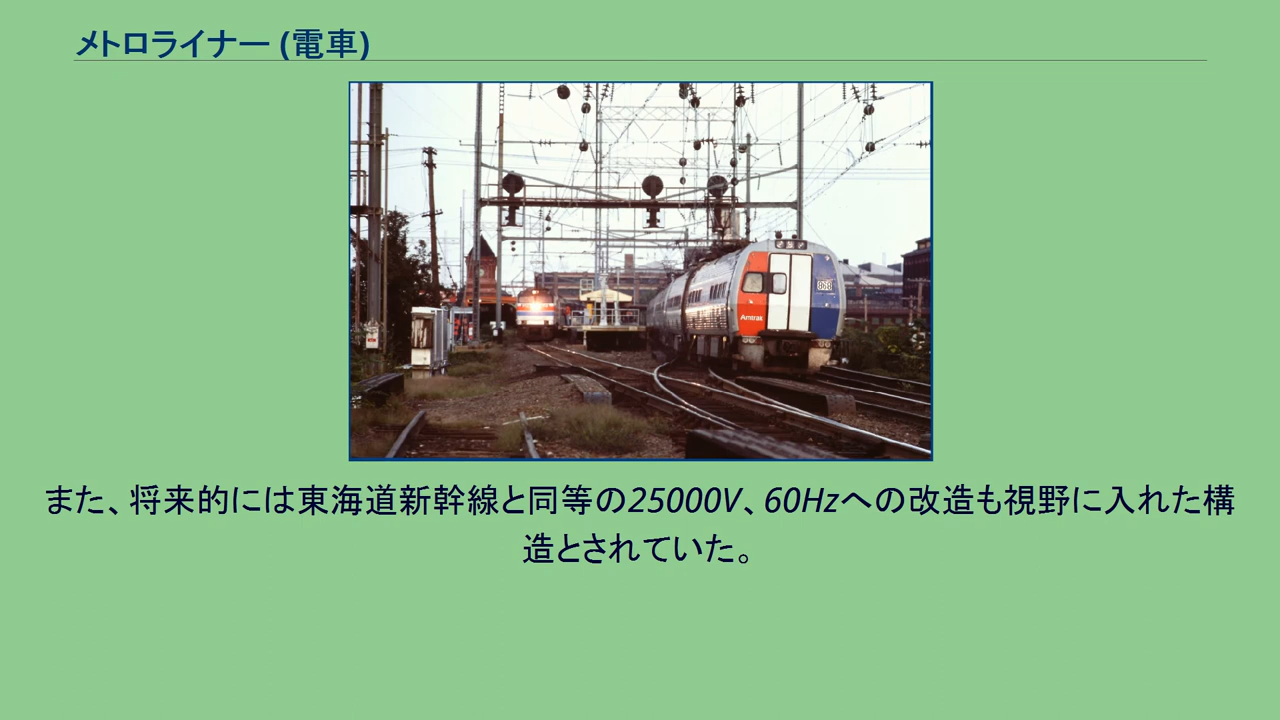 メトロライナー (電車)
Amtrak
また、将来的には東海道新幹線と同等の25000V、60Hzへの改造も視野に入れた構
造とされていた。